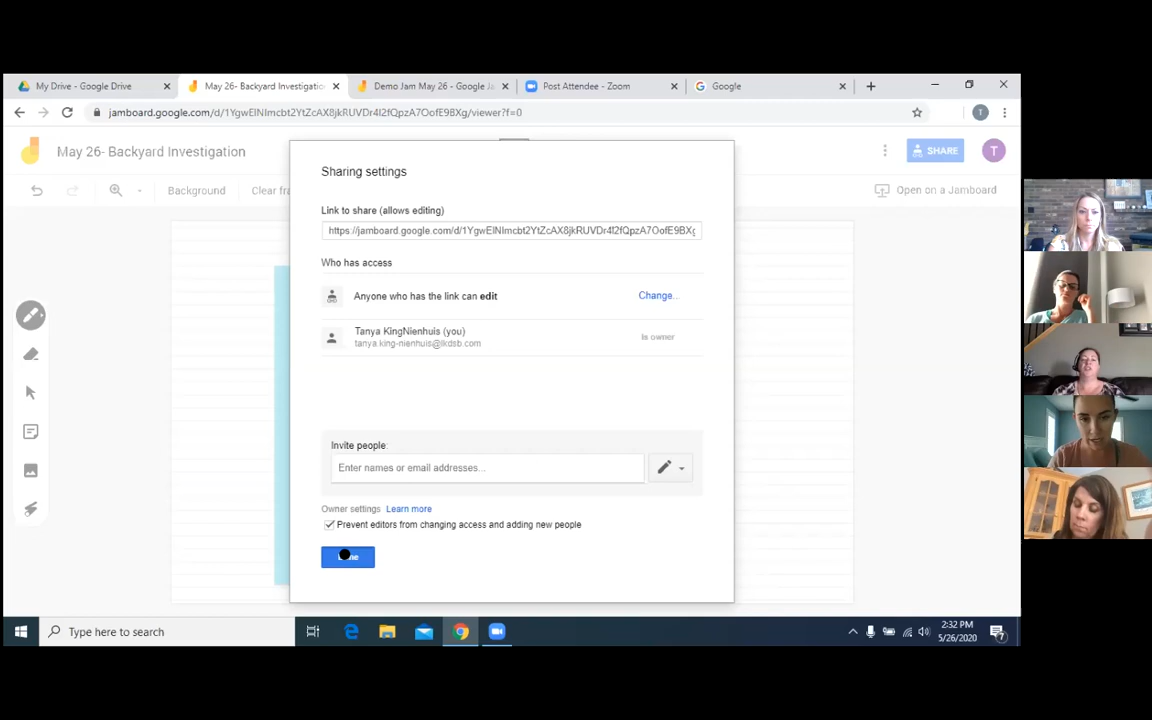 My Drive - Google Drive
May 26- Backyard Investigatio
Demo Jam May 26 - Google Ja
Post Attendee - Zoom
Google
jamboard.google.com/d/
/viewer?f=0
T
May 26- Backyard Investigation
SHARE
T
Background
Clear fra
Open on a Jamboard
Sharing settings
Link to share (allows editing)
https://jamboard.google.com/d/
Who has access
Anyone who has the link can edit
Change...
Tanya KingNienhuis (you)
tanya.king-nienhuis@lkdsb.com
Is owner
Invite people:
Enter names or email addresses...
Owner settings Learn more
Prevent editors from changing access and adding new people
Type here to search
2:32 PM
5/26/2020
7